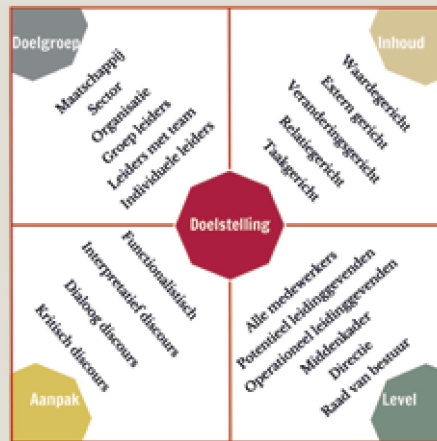 Doelgroep
Maatschappij
Sector
Organisatie
Groep leiders
Leiders met team
Individuele leiders
Inhoud
Waardegericht
Extern gericht
Veranderingsgericht
Relatiegericht
Taakgericht
Doelstelling
Functionalistisch
Interpretatief discours
Dialoog discours
Kritisch discours
Aanpak
Alle medewerkers
Potentieel leidinggevenden
Operationeel leidinggevenden
Middenkader
Directie
Raad van bestuur
Level